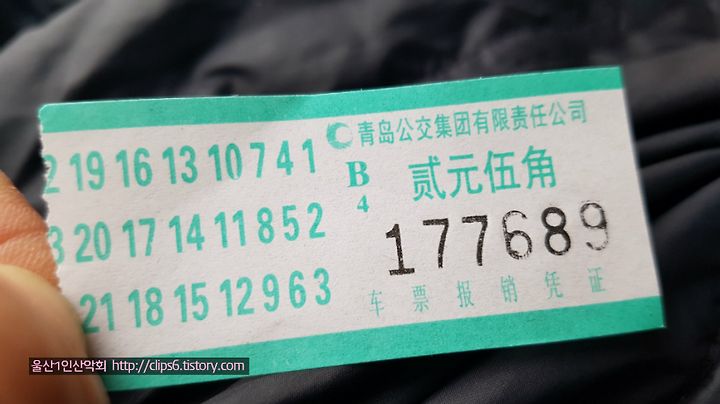 青岛公交集团有限责任公司
19 16 13 10 7 4 1
B
4
贰元伍角
20 17 14 11 8 5 2
177689
21 18 15 12 9 6 3
车票报销凭证
울산1인산악회 http://clips6.tistory.com